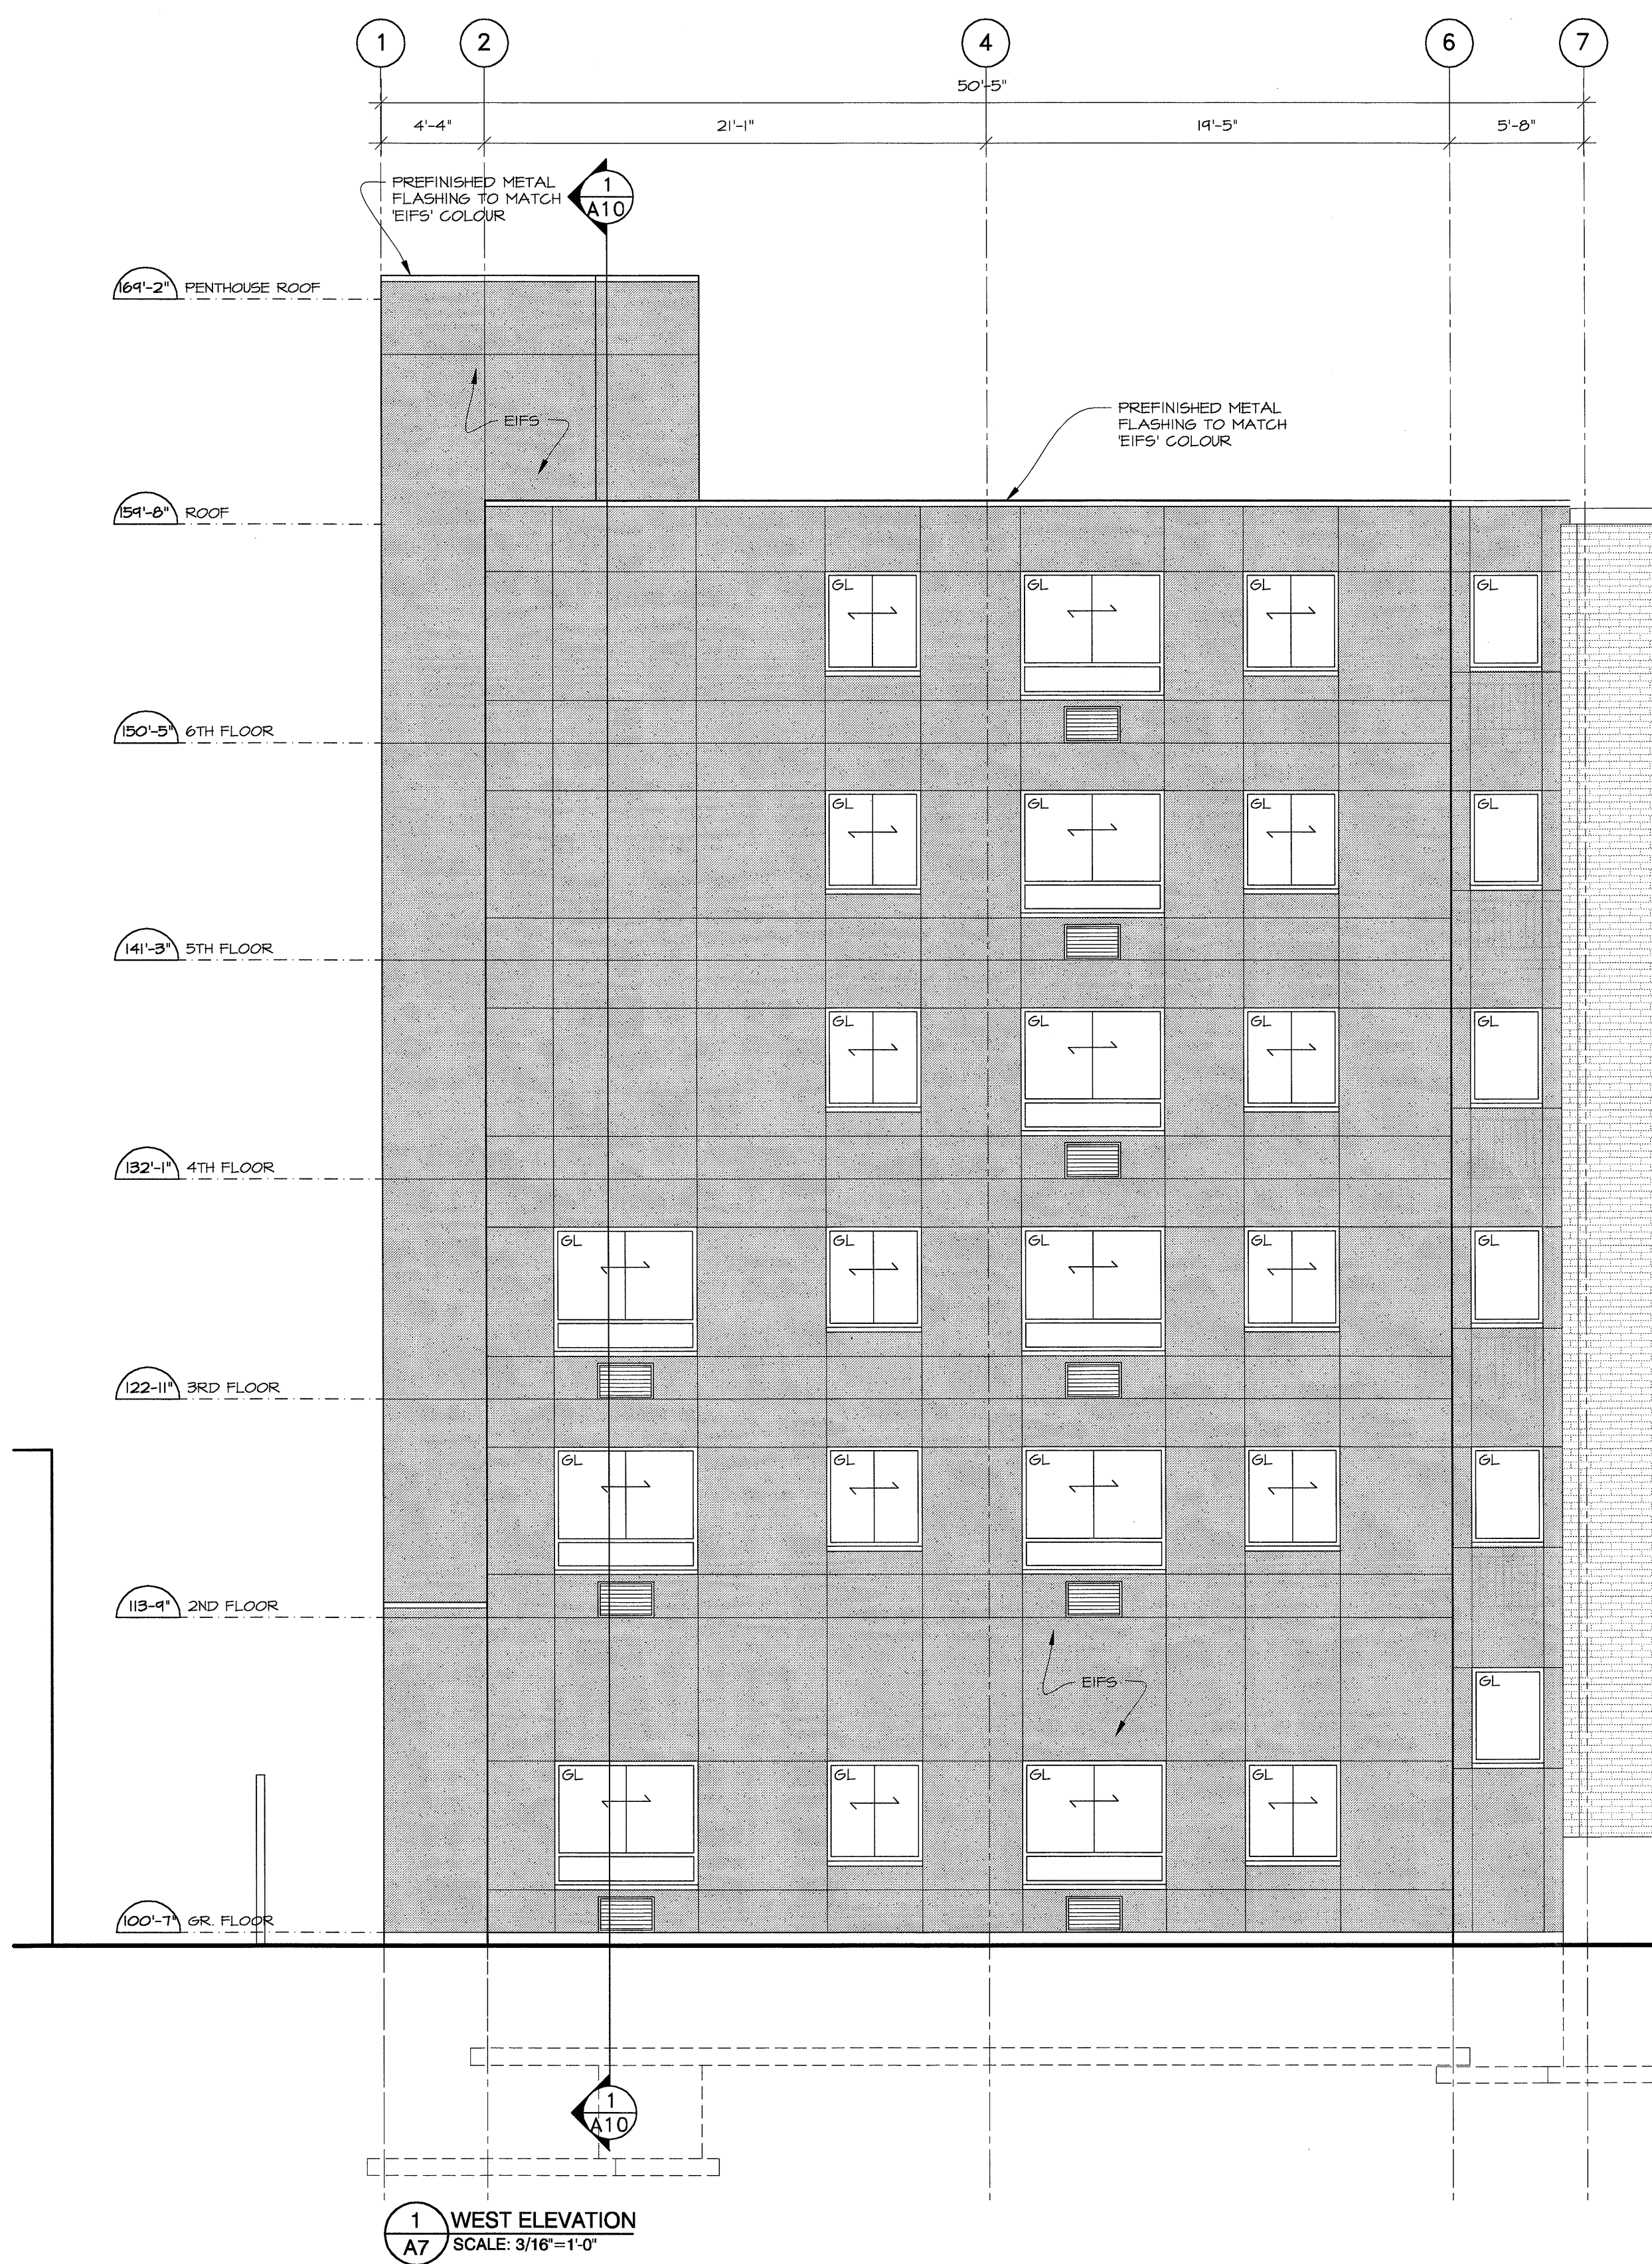 1
2
4
6
7
50'-5"
4'-4"
21'-1"
19'-5"
5'-8"
PREFINISHED METAL
FLASHING TO MATCH
'EIFS' COLOUR
1
A10
169'-2" PENTHOUSE ROOF
EIFS
PREFINISHED METAL
FLASHING TO MATCH
'EIFS' COLOUR
159'-8" ROOF
GL GL GL GL
150'-5" 6TH FLOOR
GL GL GL GL
141'-3" 5TH FLOOR
GL GL GL GL
132'-1" 4TH FLOOR
GL GL GL GL GL
122-11" 3RD FLOOR
GL GL GL GL GL
113-9" 2ND FLOOR
EIFS
GL
GL GL GL GL
100'-7" GR. FLOOR
1
A10
1
A7
WEST ELEVATION
SCALE: 3/16"=1'-0"